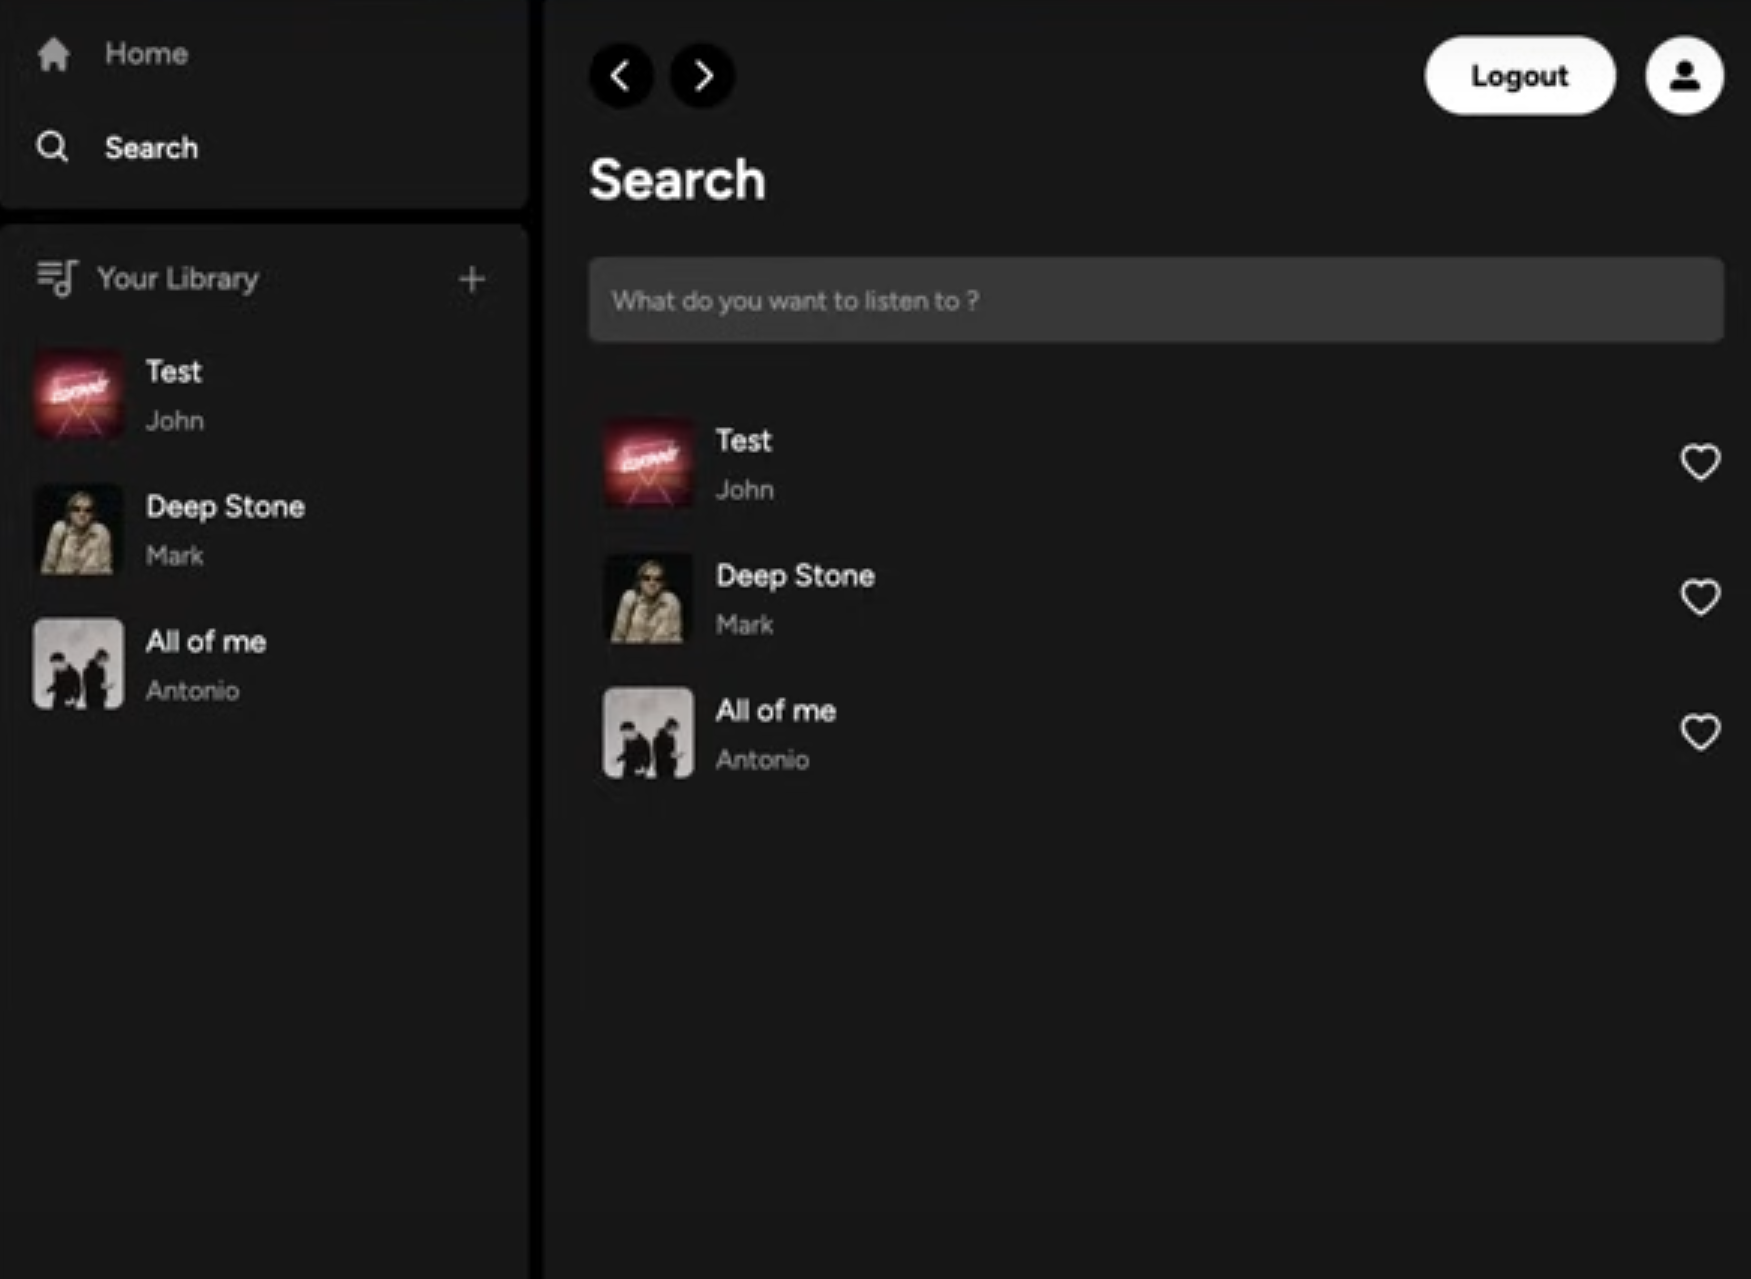 Home
Search
Your Library
Test
John
Deep Stone
Mark
All of me
Antonio
Logout
Search
What do you want to listen to ?
Test
John
Deep Stone
Mark
All of me
Antonio